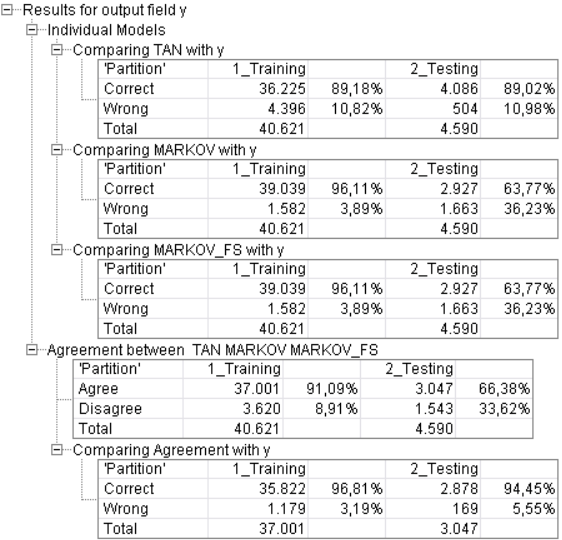 Results for output field y
Individual Models
Comparing TAN with y
'Partition' 1_Training 2_Testing
Correct 36.225 89,18% 4.086 89,02%
Wrong 4.396 10,82% 504 10,98%
Total 40.621 4.590
Comparing MARKOV with y
'Partition' 1_Training 2_Testing
Correct 39.039 96,11% 2.927 63,77%
Wrong 1.582 3,89% 1.663 36,23%
Total 40.621 4.590
Comparing MARKOV_FS with y
'Partition' 1_Training 2_Testing
Correct 39.039 96,11% 2.927 63,77%
Wrong 1.582 3,89% 1.663 36,23%
Total 40.621 4.590
Agreement between TAN MARKOV MARKOV_FS
'Partition' 1_Training 2_Testing
Agree 37.001 91,09% 3.047 66,38%
Disagree 3.620 8,91% 1.543 33,62%
Total 40.621 4.590
Comparing Agreement with y
'Partition' 1_Training 2_Testing
Correct 35.822 96,81% 2.878 94,45%
Wrong 1.179 3,19% 169 5,55%
Total 37.001 3.047